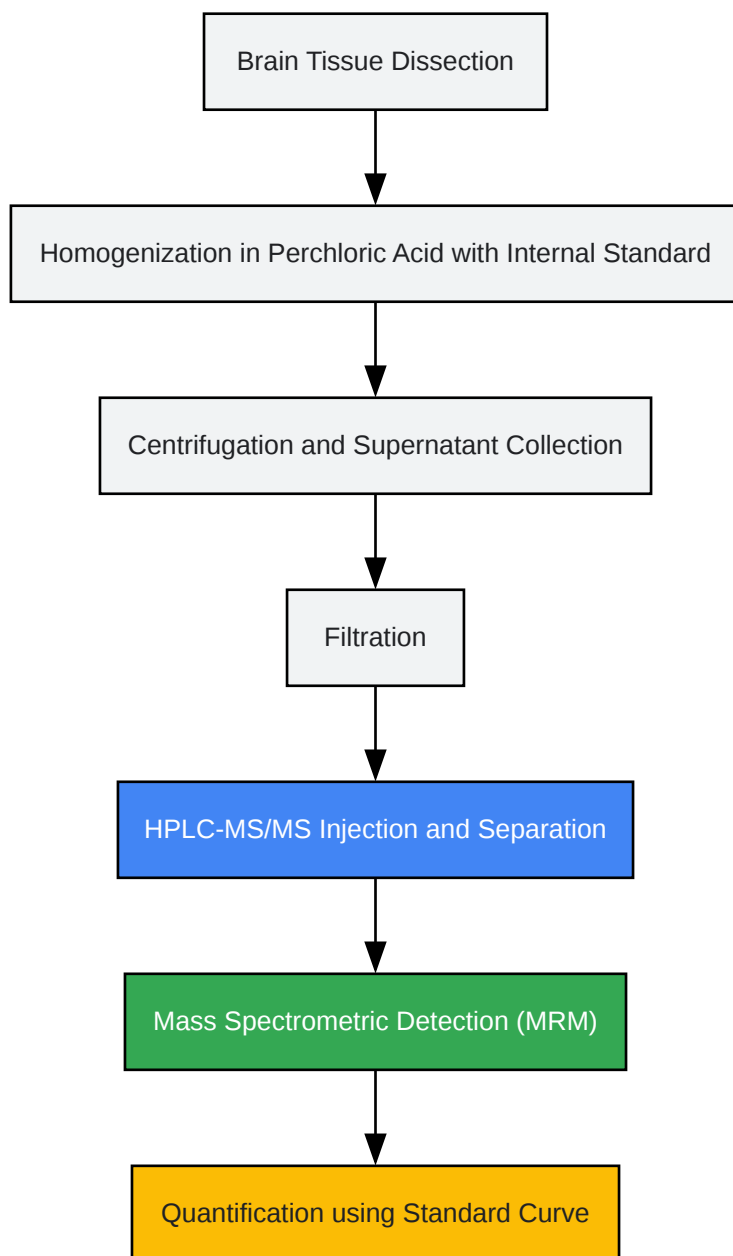 Brain Tissue Dissection
Homogenization in Perchloric Acid with Internal Standard
Centrifugation and Supernatant Collection
Filtration
HPLC-MS/MS Injection and Separation
Mass Spectrometric Detection (MRM)
Quantification using Standard Curve